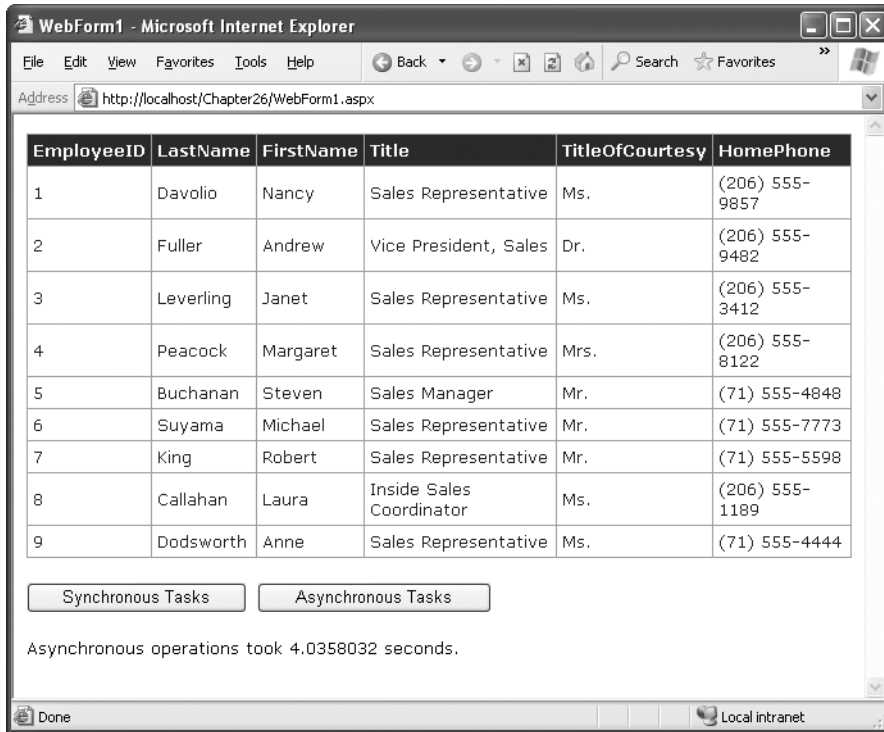 WebForm1 - Microsoft Internet Explorer
File Edit View Favorites Tools Help Back Search Favorites »
Address http://localhost/Chapter26/WebForm1.aspx
EmployeeID LastName FirstName Title TitleOfCourtesy HomePhone
1 Davolio Nancy Sales Representative Ms. (206) 555-
9857
2 Fuller Andrew Vice President, Sales Dr. (206) 555-
9482
3 Leverling Janet Sales Representative Ms. (206) 555-
3412
4 Peacock Margaret Sales Representative Mrs. (206) 555-
8122
5 Buchanan Steven Sales Manager Mr. (71) 555-4848
6 Suyama Michael Sales Representative Mr. (71) 555-7773
7 King Robert Sales Representative Mr. (71) 555-5598
8 Callahan Laura Inside Sales
Coordinator Ms. (206) 555-
1189
9 Dodsworth Anne Sales Representative Ms. (71) 555-4444
Synchronous Tasks Asynchronous Tasks
Asynchronous operations took 4.0358032 seconds.
Done Local intranet